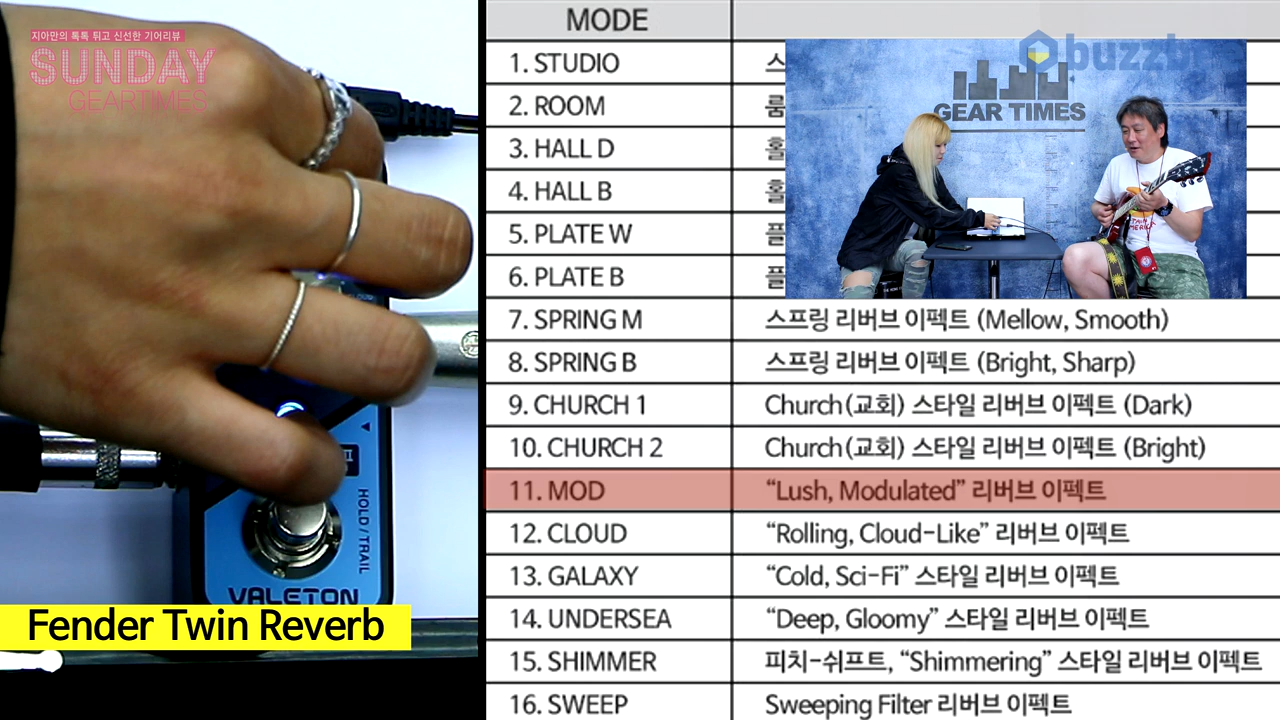 지아만의 톡톡 튀고 신선한 기어리뷰
SUNDAY
GEARTIMES
HOLD / TRAIL
VALETON
Fender Twin Reverb
MODE
1. STUDIO
2. ROOM
3. HALL D
4. HALL B
5. PLATE W
6. PLATE B
7. SPRING M 스프링 리버브 이펙트 (Mellow, Smooth)
8. SPRING B 스프링 리버브 이펙트 (Bright, Sharp)
9. CHURCH 1 Church(교회) 스타일 리버브 이펙트 (Dark)
10. CHURCH 2 Church(교회) 스타일 리버브 이펙트 (Bright)
11. MOD “Lush, Modulated” 리버브 이펙트
12. CLOUD “Rolling, Cloud-Like” 리버브 이펙트
13. GALAXY “Cold, Sci-Fi” 스타일 리버브 이펙트
14. UNDERSEA “Deep, Gloomy” 스타일 리버브 이펙트
15. SHIMMER 피치-쉬프트, “Shimmering” 스타일 리버브 이펙트
16. SWEEP Sweeping Filter 리버브 이펙트
GEAR TIMES